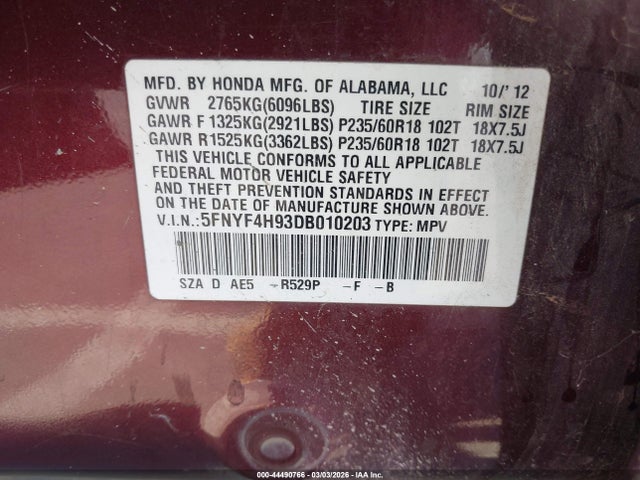 MFD. BY HONDA MFG. OF ALABAMA, LLC 10/'12
GVWR 2765KG(6096LBS) TIRE SIZE RIM SIZE
GAWR F 1325KG(2921LBS) P235/60R18 102T 18X7.5J
GAWR R1525KG(3362LBS) P235/60R18 102T 18X7.5J
THIS VEHICLE CONFORMS TO ALL APPLICABLE
FEDERAL MOTOR VEHICLE SAFETY
AND THEFT PREVENTION STANDARDS IN EFFECT
ON THE DATE OF MANUFACTURE SHOWN ABOVE.
V.I.N.:5FNYF4H93DB010203 TYPE: MPV
SZA D AE5 -R529P -F -B
000-44490766 - 03/03/2026 - IAA Inc.